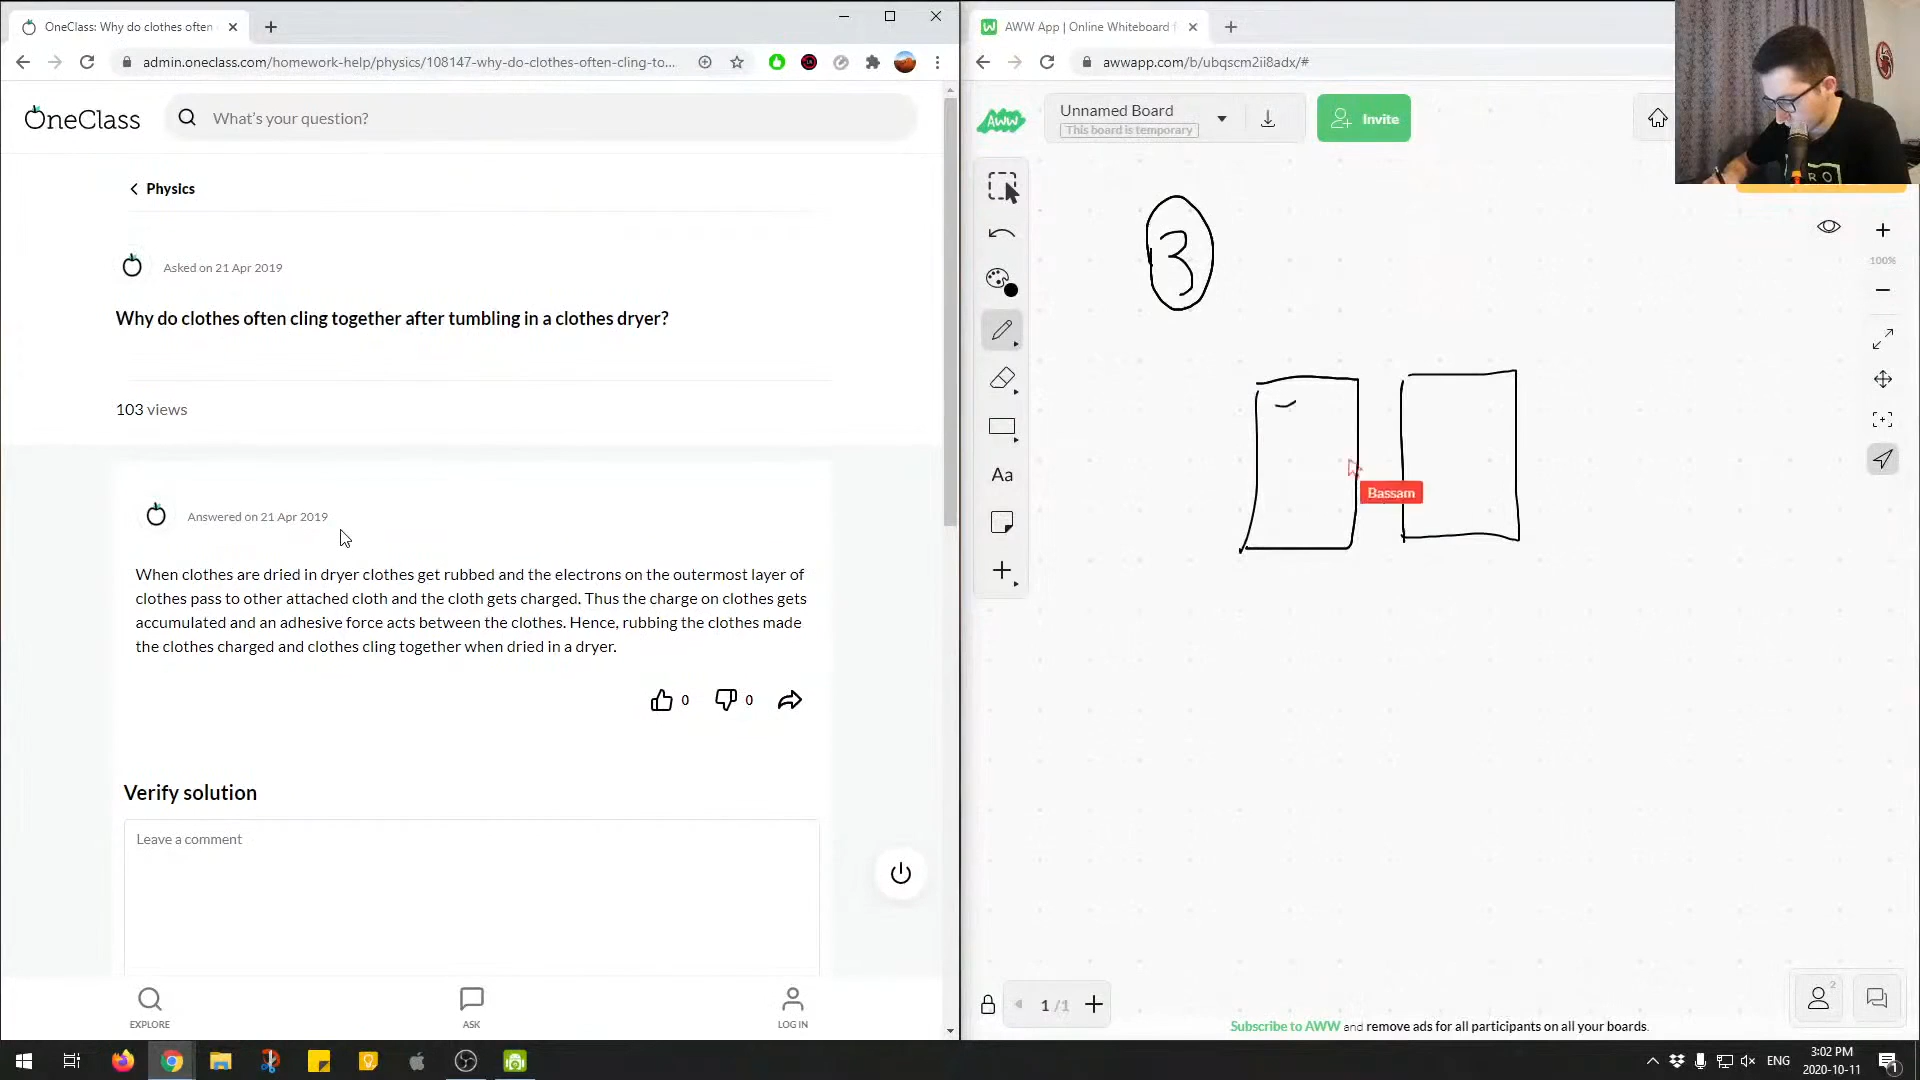 OneClass: Why do clothes often
admin.oneclass.com/homework-help/physics/108147-why-do-clothes-often-cling-to...
OneClass
What's your question?
Physics
Asked on 21 Apr 2019
Why do clothes often cling together after tumbling in a clothes dryer?
103 views
Answered on 21 Apr 2019
When clothes are dried in dryer clothes get rubbed and the electrons on the outermost layer of
clothes pass to other attached cloth and the cloth gets charged. Thus the charge on clothes gets
accumulated and an adhesive force acts between the clothes. Hence, rubbing the clothes made
the clothes charged and clothes cling together when dried in a dryer.
0
0
Verify solution
Leave a comment
EXPLORE
ASK
LOG IN
AWW App | Online Whiteboard f
awwapp.com/b/ubqscm2ii8adx/#
AWW
Unnamed Board
This board is temporary
Invite
3
100%
Aa
Bassam
1 /1
2
Subscribe to AWW and remove ads for all participants on all your boards.
ENG
3:02 PM
2020-10-11
1